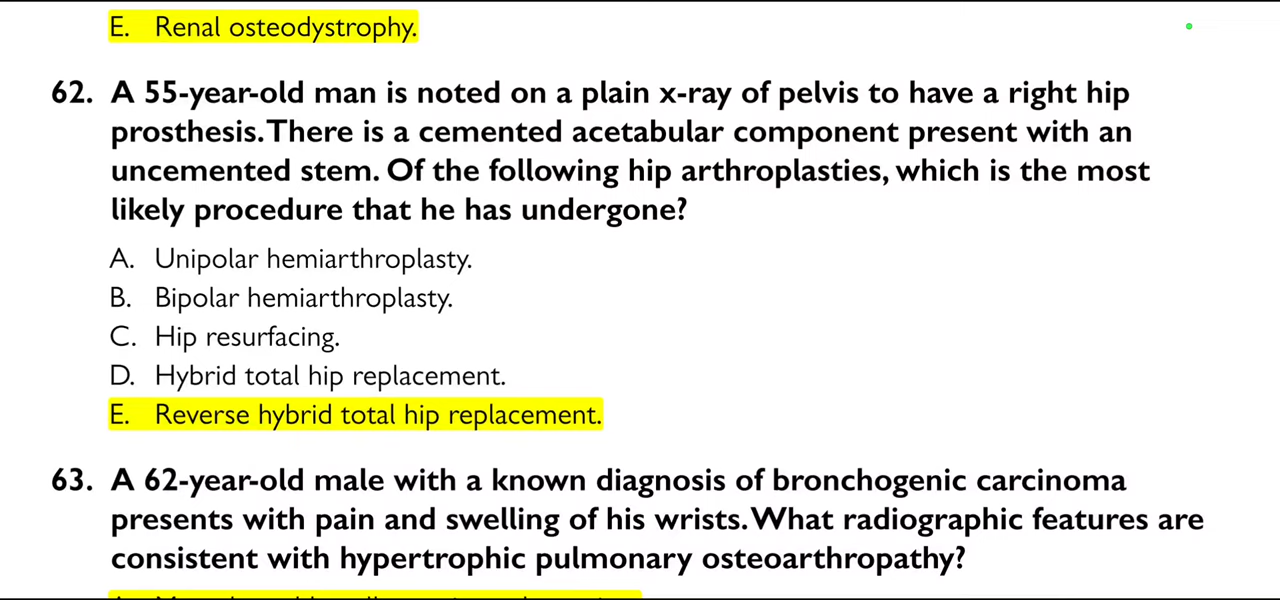 E. Renal osteodystrophy.
62. A 55-year-old man is noted on a plain x-ray of pelvis to have a right hip
prosthesis. There is a cemented acetabular component present with an
uncemented stem. Of the following hip arthroplasties, which is the most
likely procedure that he has undergone?
A. Unipolar hemiarthroplasty.
B. Bipolar hemiarthroplasty.
C. Hip resurfacing.
D. Hybrid total hip replacement.
E. Reverse hybrid total hip replacement.
63. A 62-year-old male with a known diagnosis of bronchogenic carcinoma
presents with pain and swelling of his wrists. What radiographic features are
consistent with hypertrophic pulmonary osteoarthropathy?